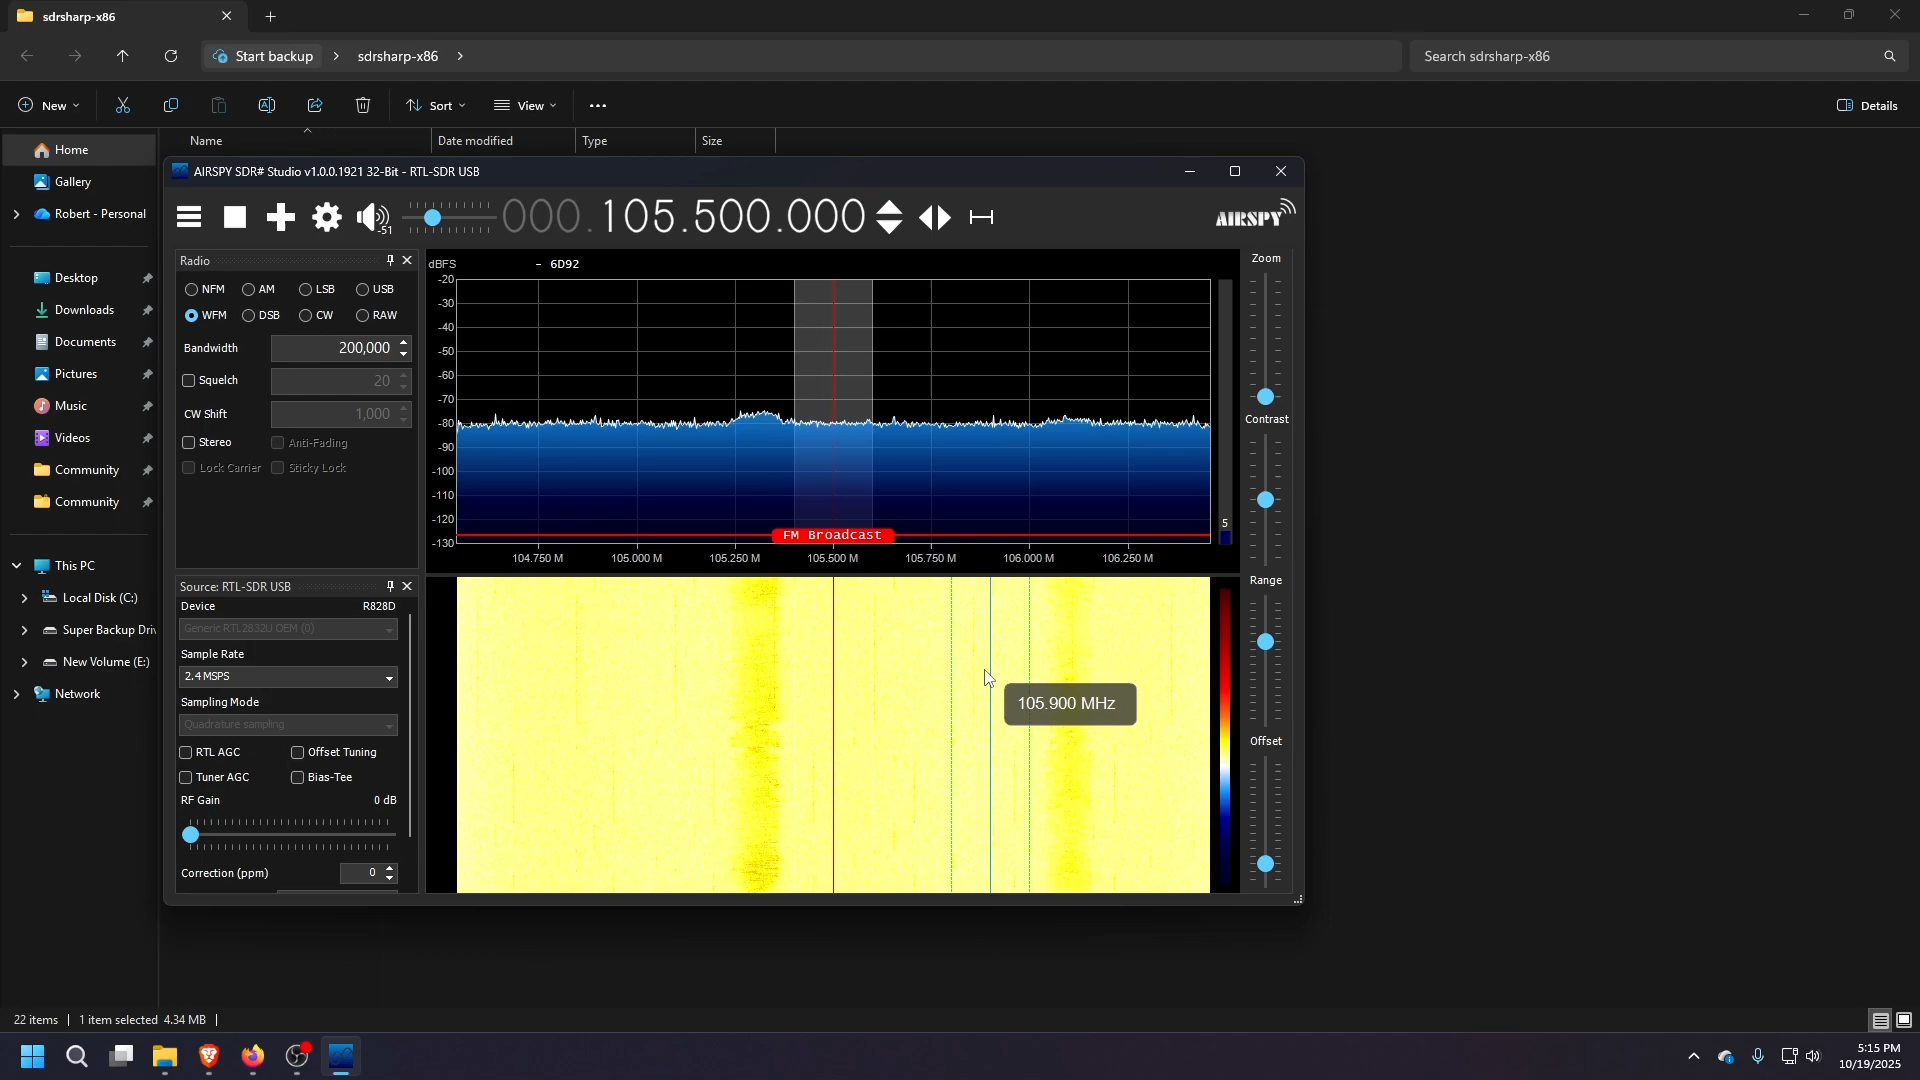 sdrsharp-x86
Start backup
sdrsharp-x86
Search sdrsharp-x86
New
Sort
View
Details
Name
Date modified
Type
Size
Home
Gallery
Robert - Personal
Desktop
Downloads
Documents
Pictures
Music
Videos
Community
Community
This PC
Local Disk (C:)
Super Backup Driv
New Volume (E:)
Network
AIRSPY SDR# Studio v1.0.0.1921 32-Bit - RTL-SDR USB
-51
000.105.500.000
AIRSPY
Radio
NFM AM LSB USB
WFM DSB CW RAW
Bandwidth 200,000
Squelch 20
CW Shift 1,000
Stereo Anti-Fading
Lock Carrier Sticky Lock
Source: RTL-SDR USB
Device R828D
Generic RTL2832U OEM (0)
Sample Rate
2.4 MSPS
Sampling Mode
Quadrature sampling
RTL AGC Offset Tuning
Tuner AGC Bias-Tee
RF Gain 0 dB
Correction (ppm) 0
dBFS - 6D92
-20
-30
-40
-50
-60
-70
-80
-90
-100
-110
-120
-130
FM Broadcast
5
104.750 M 105.000 M 105.250 M 105.500 M 105.750 M 106.000 M 106.250 M
105.900 MHz
Zoom
Contrast
Range
Offset
22 items 1 item selected 4.34 MB
5:15 PM
10/19/2025